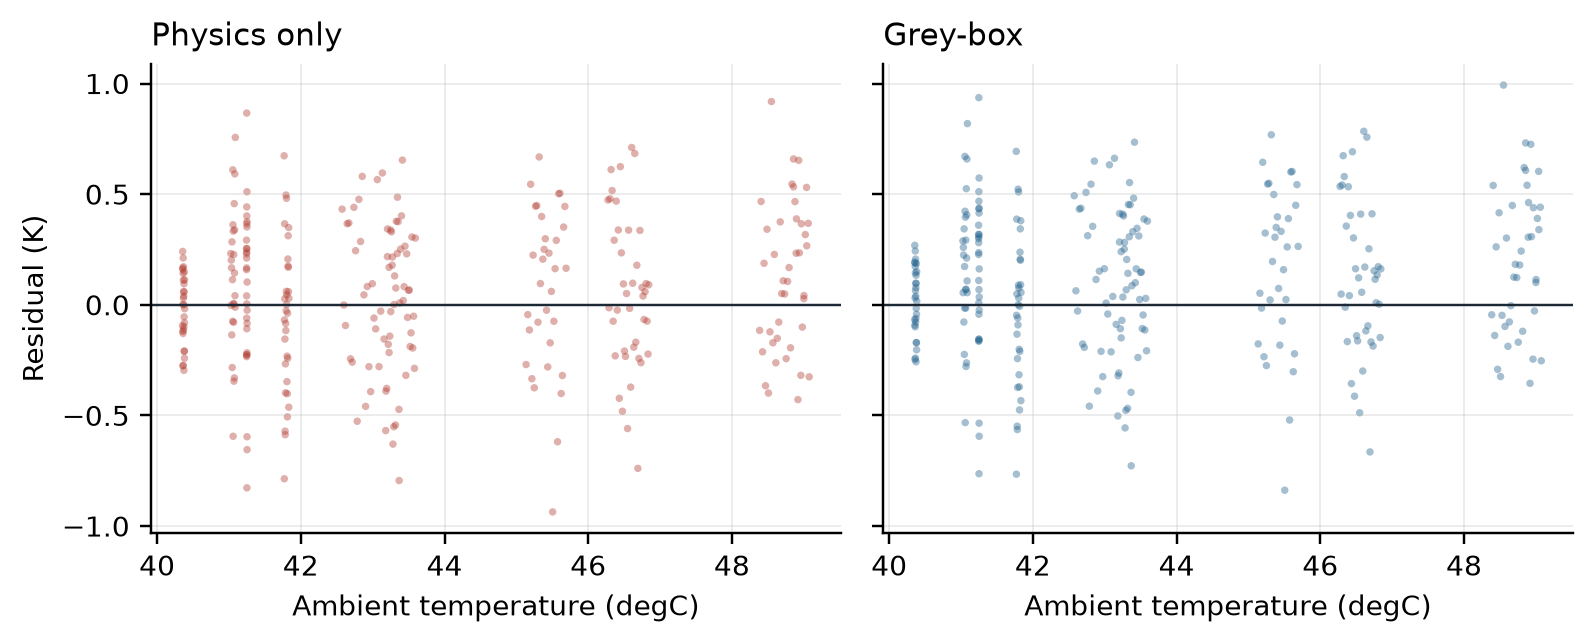 Physics only
Grey-box
Residual (K)
1.0
0.5
0.0
−0.5
−1.0
40 42 44 46 48
40 42 44 46 48
Ambient temperature (degC)
Ambient temperature (degC)